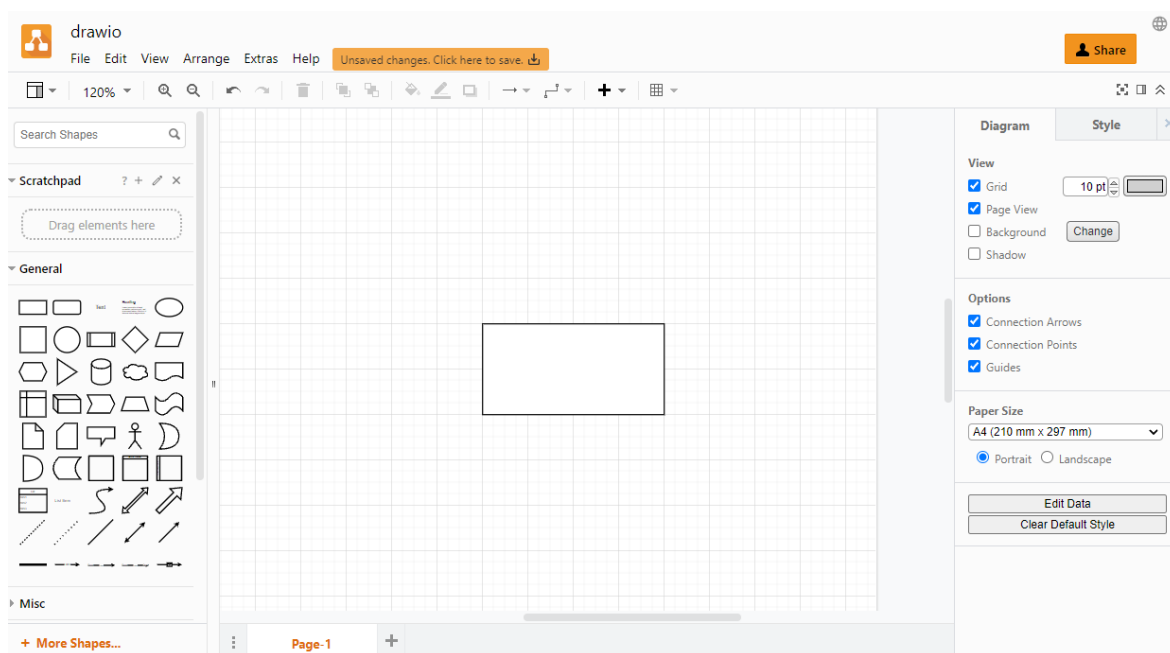 drawio
File Edit View Arrange Extras Help Unsaved changes. Click here to save.
Share
120%
Search Shapes
Scratchpad ? +
Drag elements here
General
Text
Heading
Misc
+ More Shapes...
Page-1
Diagram Style
View
Grid 10 pt
Page View
Background Change
Shadow
Options
Connection Arrows
Connection Points
Guides
Paper Size
A4 (210 mm x 297 mm)
Portrait Landscape
Edit Data
Clear Default Style